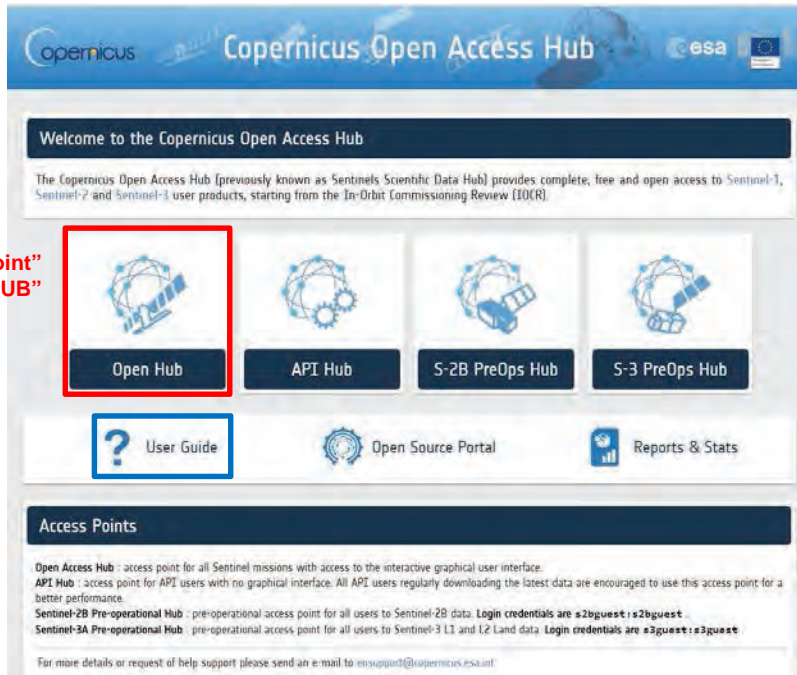 opernicus Copernicus Open Access Hub esa
Welcome to the Copernicus Open Access Hub
The Copernicus Open Access Hub (previously known as Sentinels Scientific Data Hub) provides complete, free and open access to Sentinel-1,
Sentinel-2 and Sentinel-3 user products, starting from the In-Orbit Commissioning Review (IOCR).
oint”
UB”
Open Hub API Hub S-2B PreOps Hub S-3 PreOps Hub
? User Guide Open Source Portal Reports & Stats
Access Points
Open Access Hub : access point for all Sentinel missions with access to the interactive graphical user interface.
API Hub : access point for API users with no graphical interface. All API users regularly downloading the latest data are encouraged to use this access point for a
better performance.
Sentinel-2B Pre-operational Hub : pre-operational access point for all users to Sentinel-2B data. Login credentials are s2bguest:s2bguest
Sentinel-3A Pre-operational Hub : pre-operational access point for all users to Sentinel-3 L1 and L2 Land data. Login credentials are s3guest:s3guest
For more details or request of help support please send an e-mail to eosupport@copernicus.esa.int